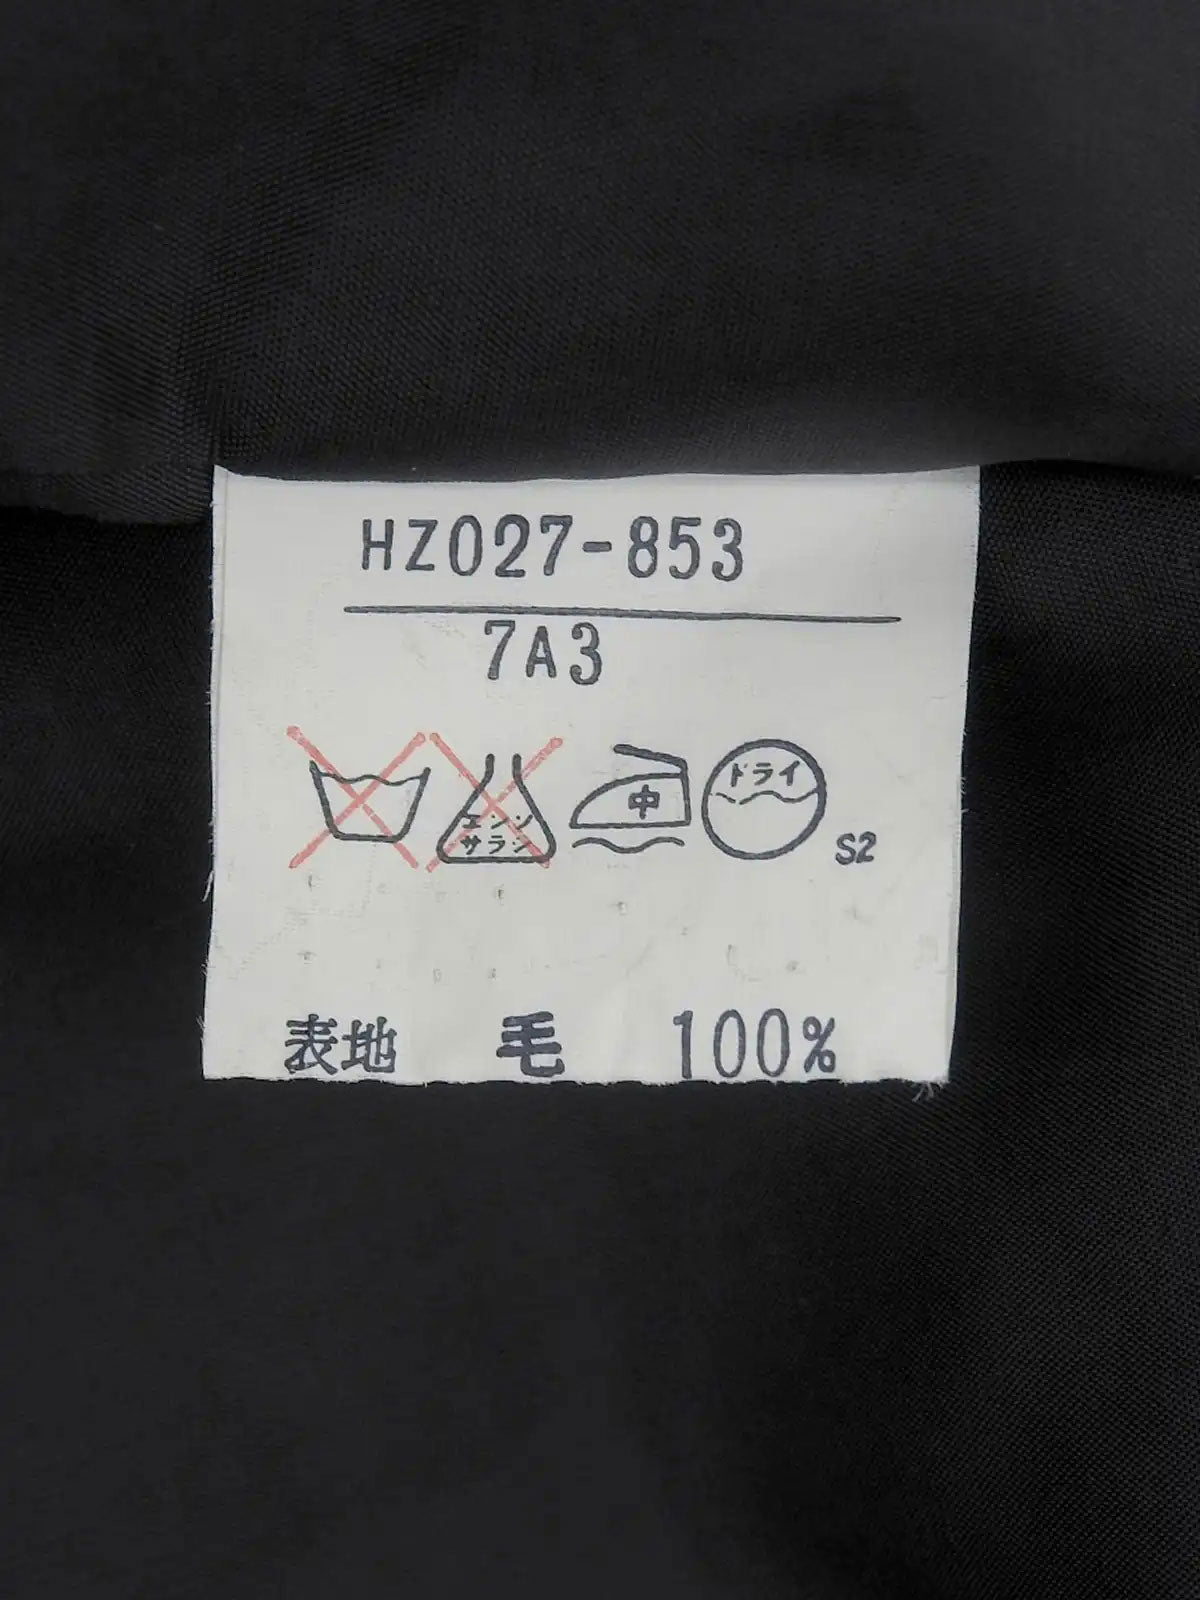 HZ027-853
7A3
エンソ
サラシ
中
ドライ
S2
表地 毛 100%